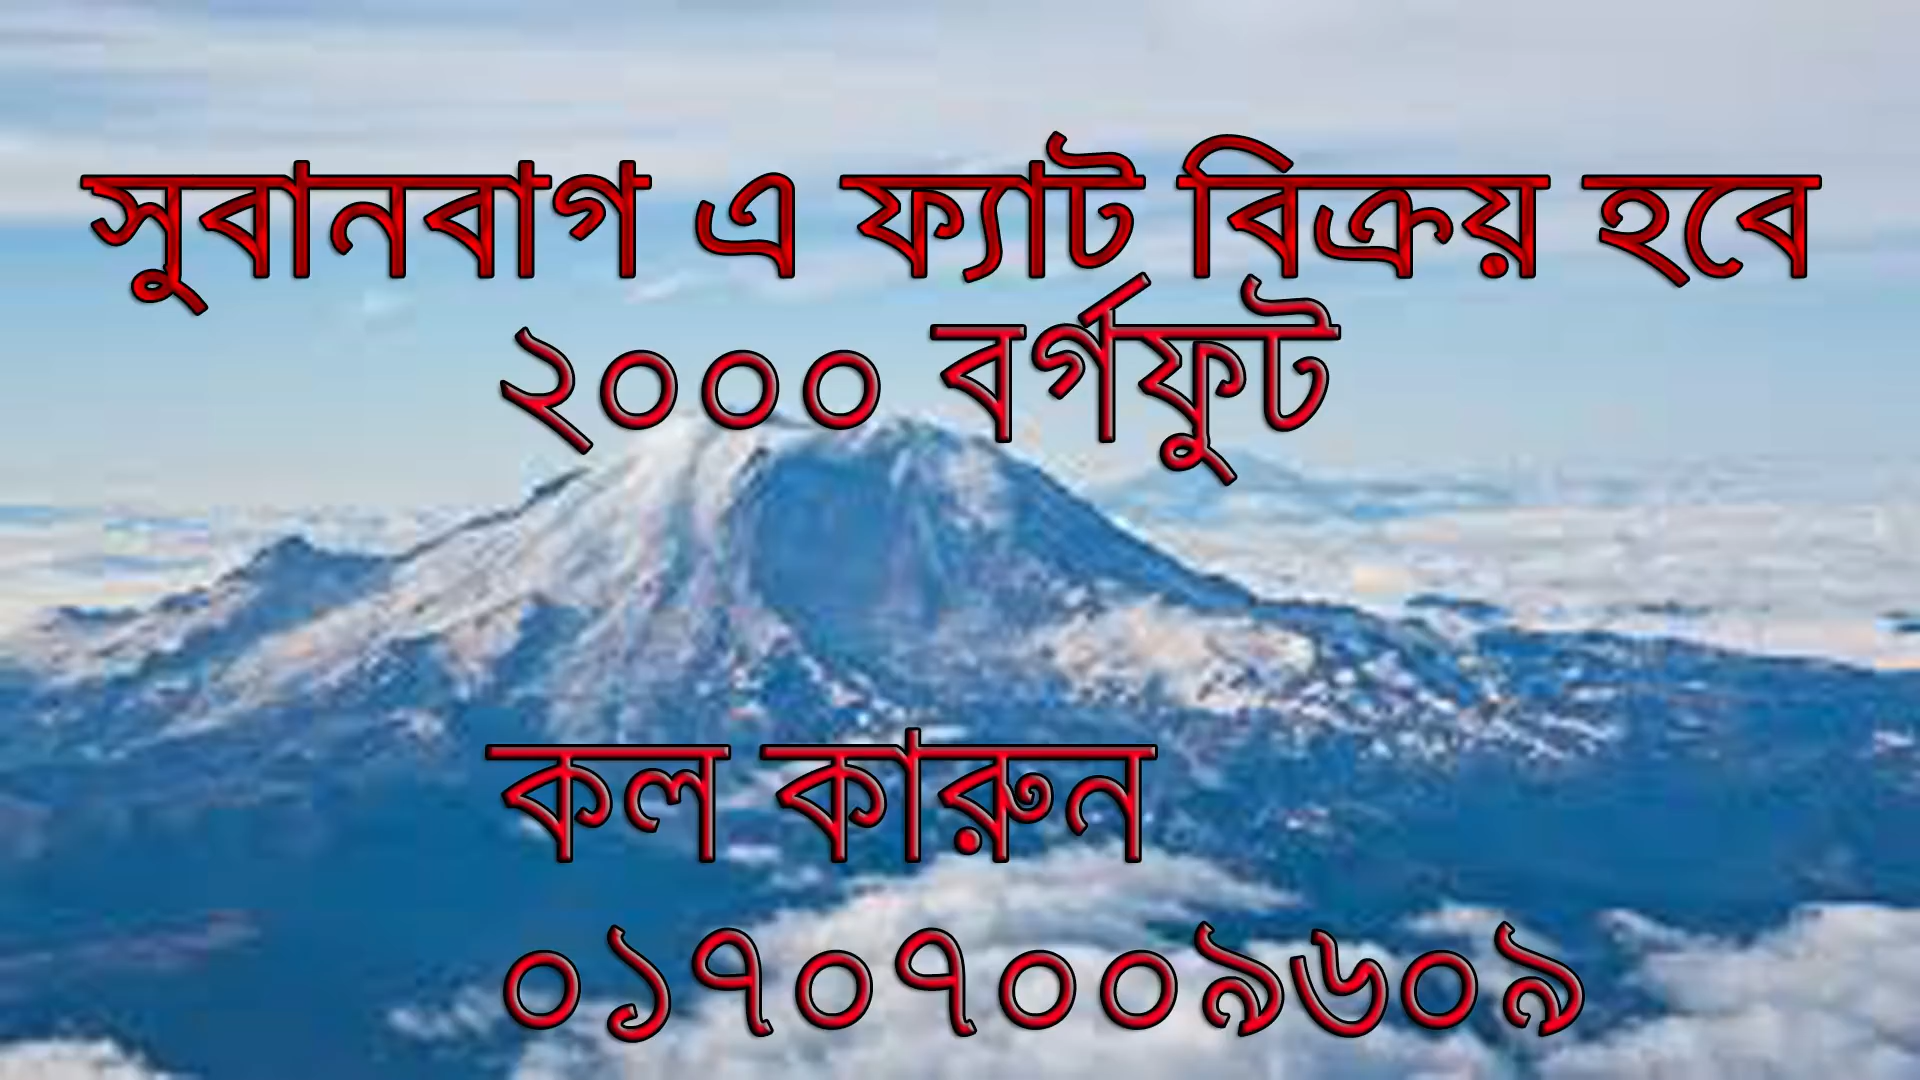 সুবানবাগ এ ফ্যাট বিক্রয় হবে
২০০০ বর্গফুট
কল কারুন
০১৭০৭০০৯৬০৯